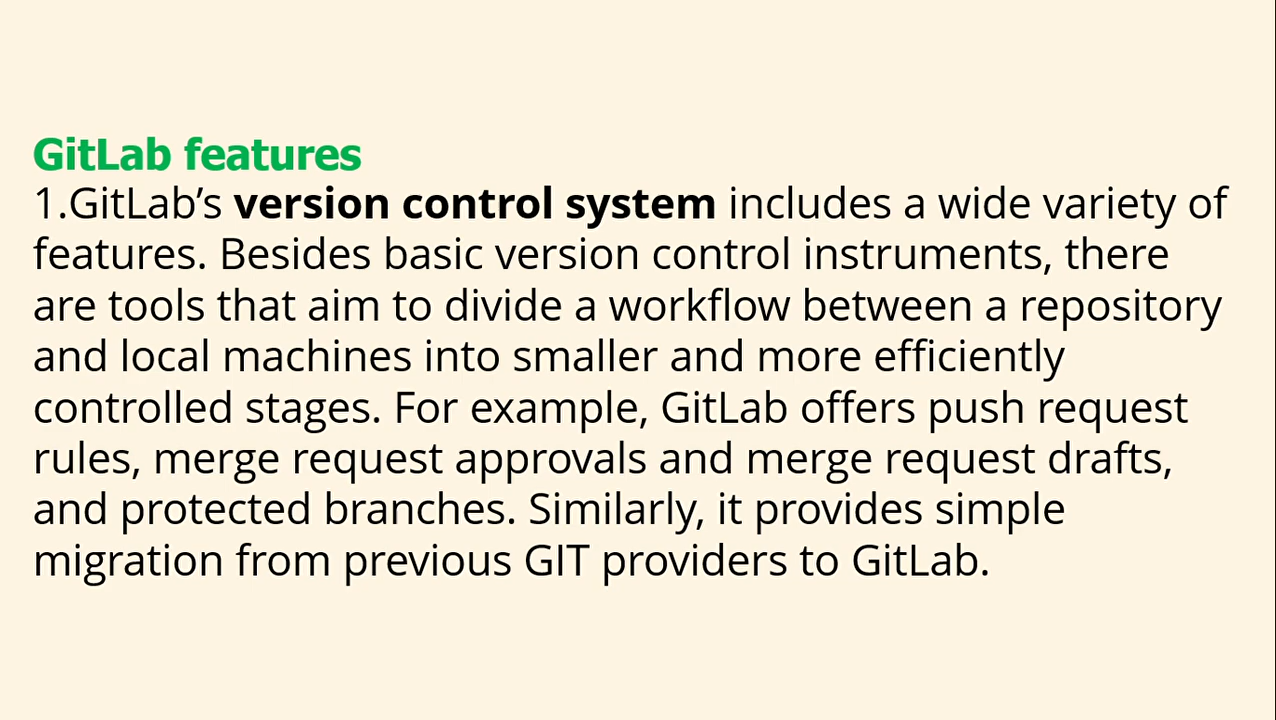 GitLab features
1.GitLab’s version control system includes a wide variety of
features. Besides basic version control instruments, there
are tools that aim to divide a workflow between a repository
and local machines into smaller and more efficiently
controlled stages. For example, GitLab offers push request
rules, merge request approvals and merge request drafts,
and protected branches. Similarly, it provides simple
migration from previous GIT providers to GitLab.